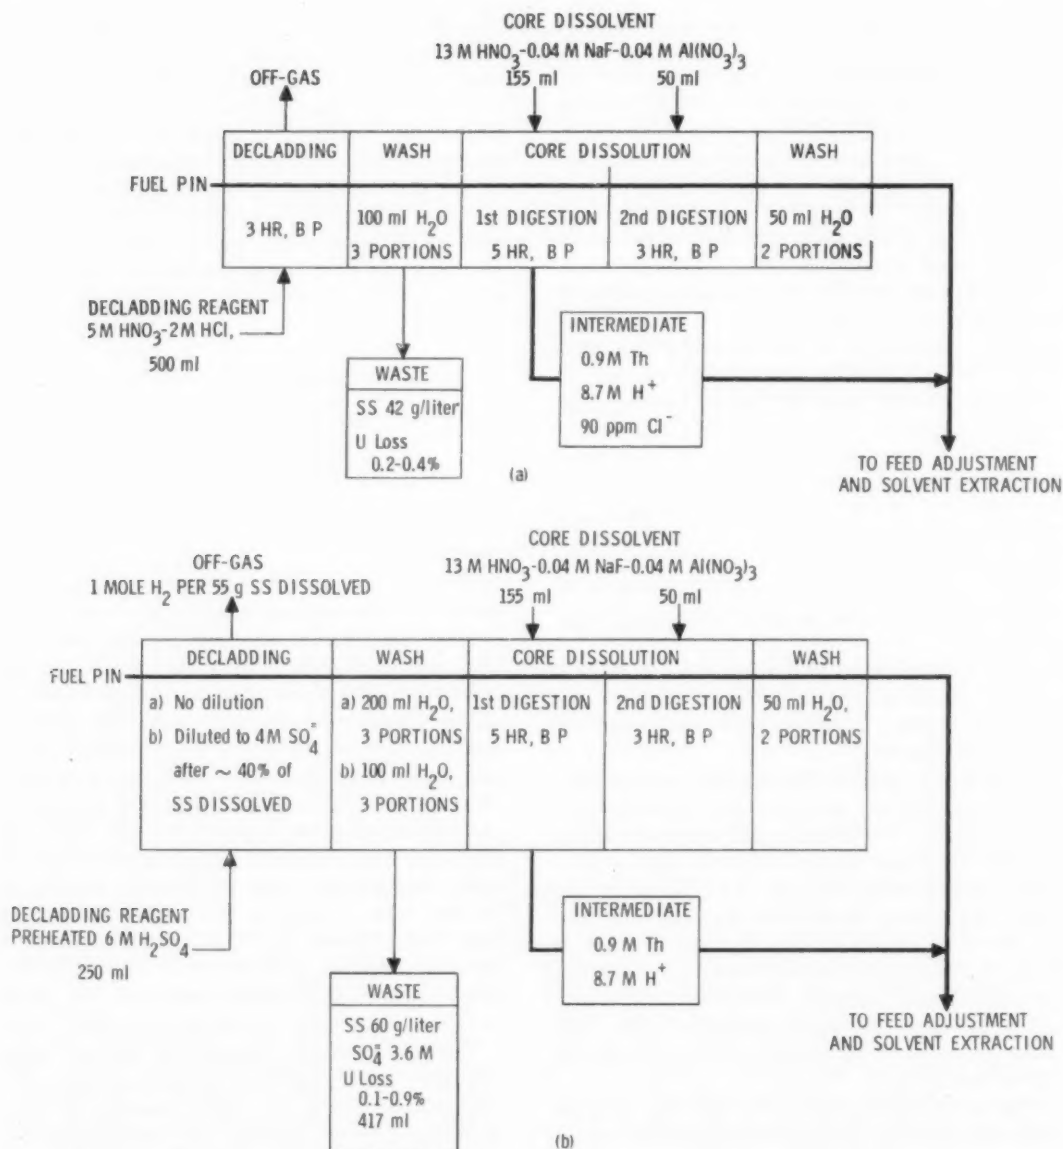 CORE DISSOLVENT
13 M HNO3-0.04 M NaF-0.04 M Al(NO3)3
155 ml 50 ml
OFF-GAS
DECLADDING WASH CORE DISSOLUTION WASH
FUEL PIN
3 HR, B P
100 ml H2O
3 PORTIONS
1st DIGESTION
5 HR, B P
2nd DIGESTION
3 HR, B P
50 ml H2O
2 PORTIONS
DECLADDING REAGENT
5 M HNO3-2M HCl,
500 ml
WASTE
SS 42 g/liter
U Loss
0.2-0.4%
INTERMEDIATE
0.9 M Th
8.7 M H+
90 ppm Cl-
TO FEED ADJUSTMENT
AND SOLVENT EXTRACTION
(a)
CORE DISSOLVENT
13 M HNO3-0.04 M NaF-0.04 M Al(NO3)3
155 ml 50 ml
OFF-GAS
1 MOLE H2 PER 55 g SS DISSOLVED
DECLADDING WASH CORE DISSOLUTION WASH
FUEL PIN
a) No dilution
b) Diluted to 4 M SO4=
after ~ 40% of
SS DISSOLVED
a) 200 ml H2O,
3 PORTIONS
b) 100 ml H2O,
3 PORTIONS
1st DIGESTION
5 HR, B P
2nd DIGESTION
3 HR, B P
50 ml H2O,
2 PORTIONS
DECLADDING REAGENT
PREHEATED 6 M H2SO4
250 ml
WASTE
SS 60 g/liter
SO4= 3.6 M
U Loss
0.1-0.9%
417 ml
INTERMEDIATE
0.9 M Th
8.7 M H+
TO FEED ADJUSTMENT
AND SOLVENT EXTRACTION
(b)